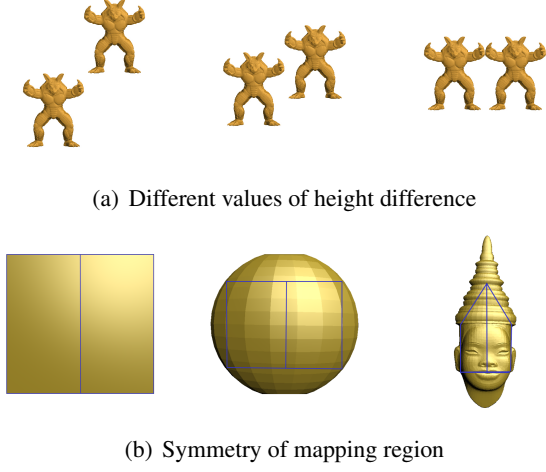 (a) Different values of height difference
(b) Symmetry of mapping region